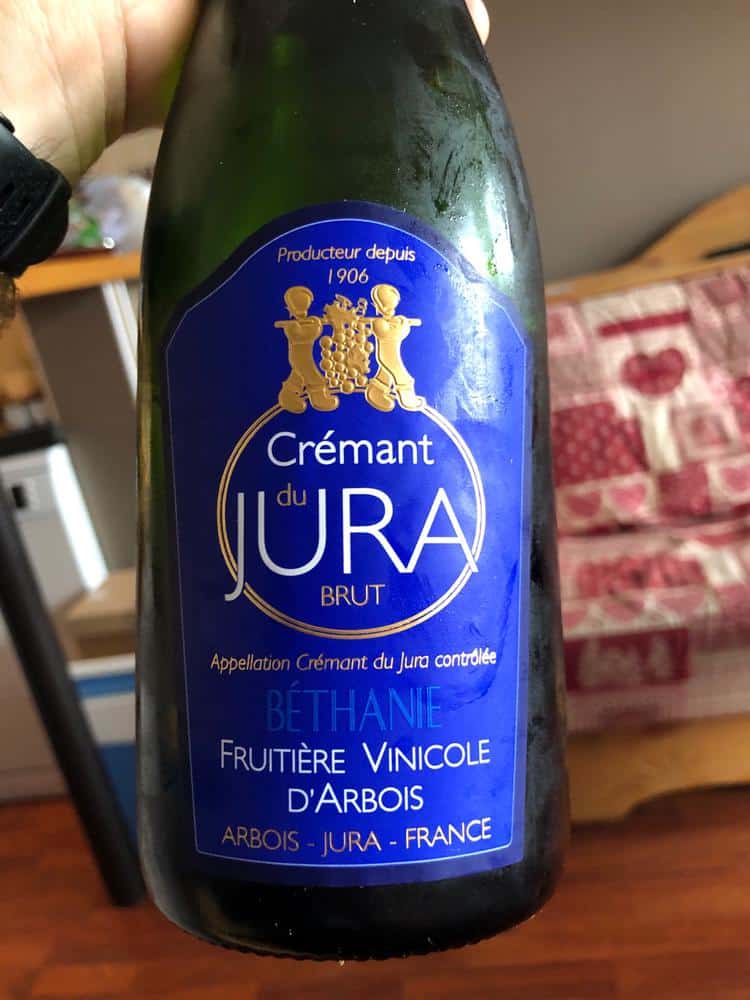 Producteur depuis
1906
Crémant
du
JURA
BRUT
Appellation Crémant du Jura contrôlée
BÉTHANIE
FRUITIÈRE VINICOLE
D'ARBOIS
ARBOIS - JURA - FRANCE